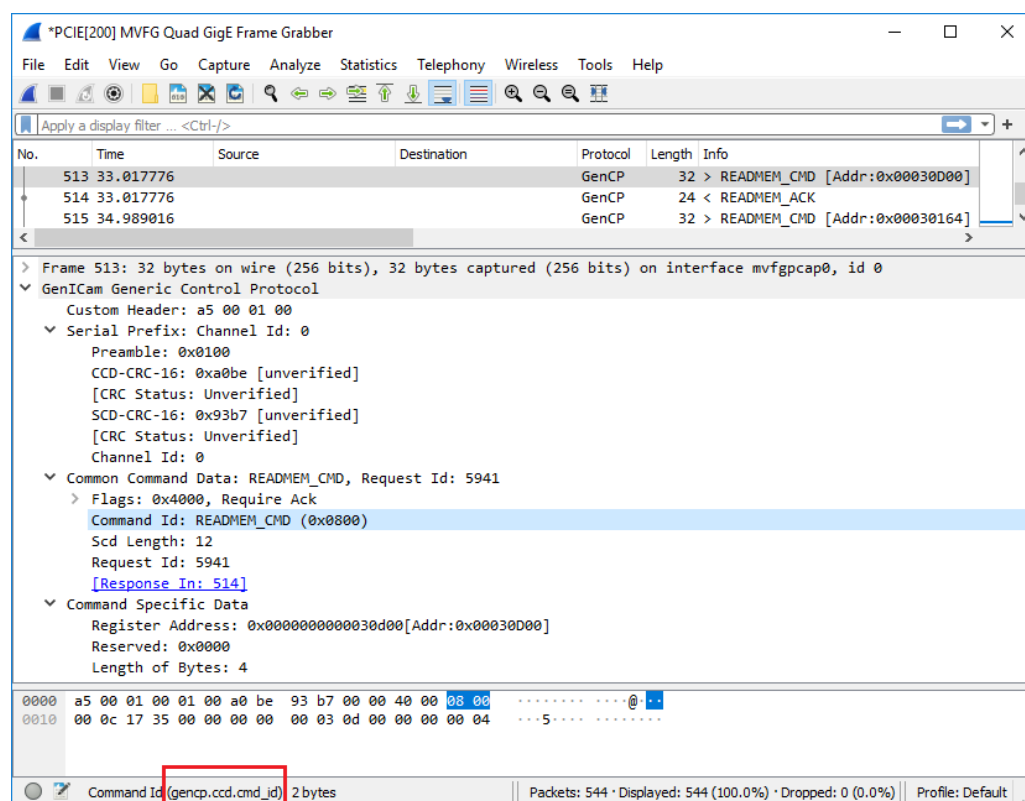 *PCIE[200] MVFG Quad GigE Frame Grabber
File Edit View Go Capture Analyze Statistics Telephony Wireless Tools Help
Apply a display filter ... <Ctrl-/>
No. Time Source Destination Protocol Length Info
513 33.017776 GenCP 32 > READMEM_CMD [Addr:0x00030D00]
514 33.017776 GenCP 24 < READMEM_ACK
515 34.989016 GenCP 32 > READMEM_CMD [Addr:0x00030164]
Frame 513: 32 bytes on wire (256 bits), 32 bytes captured (256 bits) on interface mvfgpcap0, id 0
GenICam Generic Control Protocol
Custom Header: a5 00 01 00
Serial Prefix: Channel Id: 0
Preamble: 0x0100
CCD-CRC-16: 0xa0be [unverified]
[CRC Status: Unverified]
SCD-CRC-16: 0x93b7 [unverified]
[CRC Status: Unverified]
Channel Id: 0
Common Command Data: READMEM_CMD, Request Id: 5941
Flags: 0x4000, Require Ack
Command Id: READMEM_CMD (0x0800)
Scd Length: 12
Request Id: 5941
[Response In: 514]
Command Specific Data
Register Address: 0x0000000000030d00[Addr:0x00030D00]
Reserved: 0x0000
Length of Bytes: 4
0000 a5 00 01 00 01 00 a0 be 93 b7 00 00 40 00 08 00 ········ ····@···
0010 00 0c 17 35 00 00 00 00 00 03 0d 00 00 00 00 04 ···5···· ········
Command Id (gencp.ccd.cmd_id), 2 bytes Packets: 544 · Displayed: 544 (100.0%) · Dropped: 0 (0.0%) Profile: Default